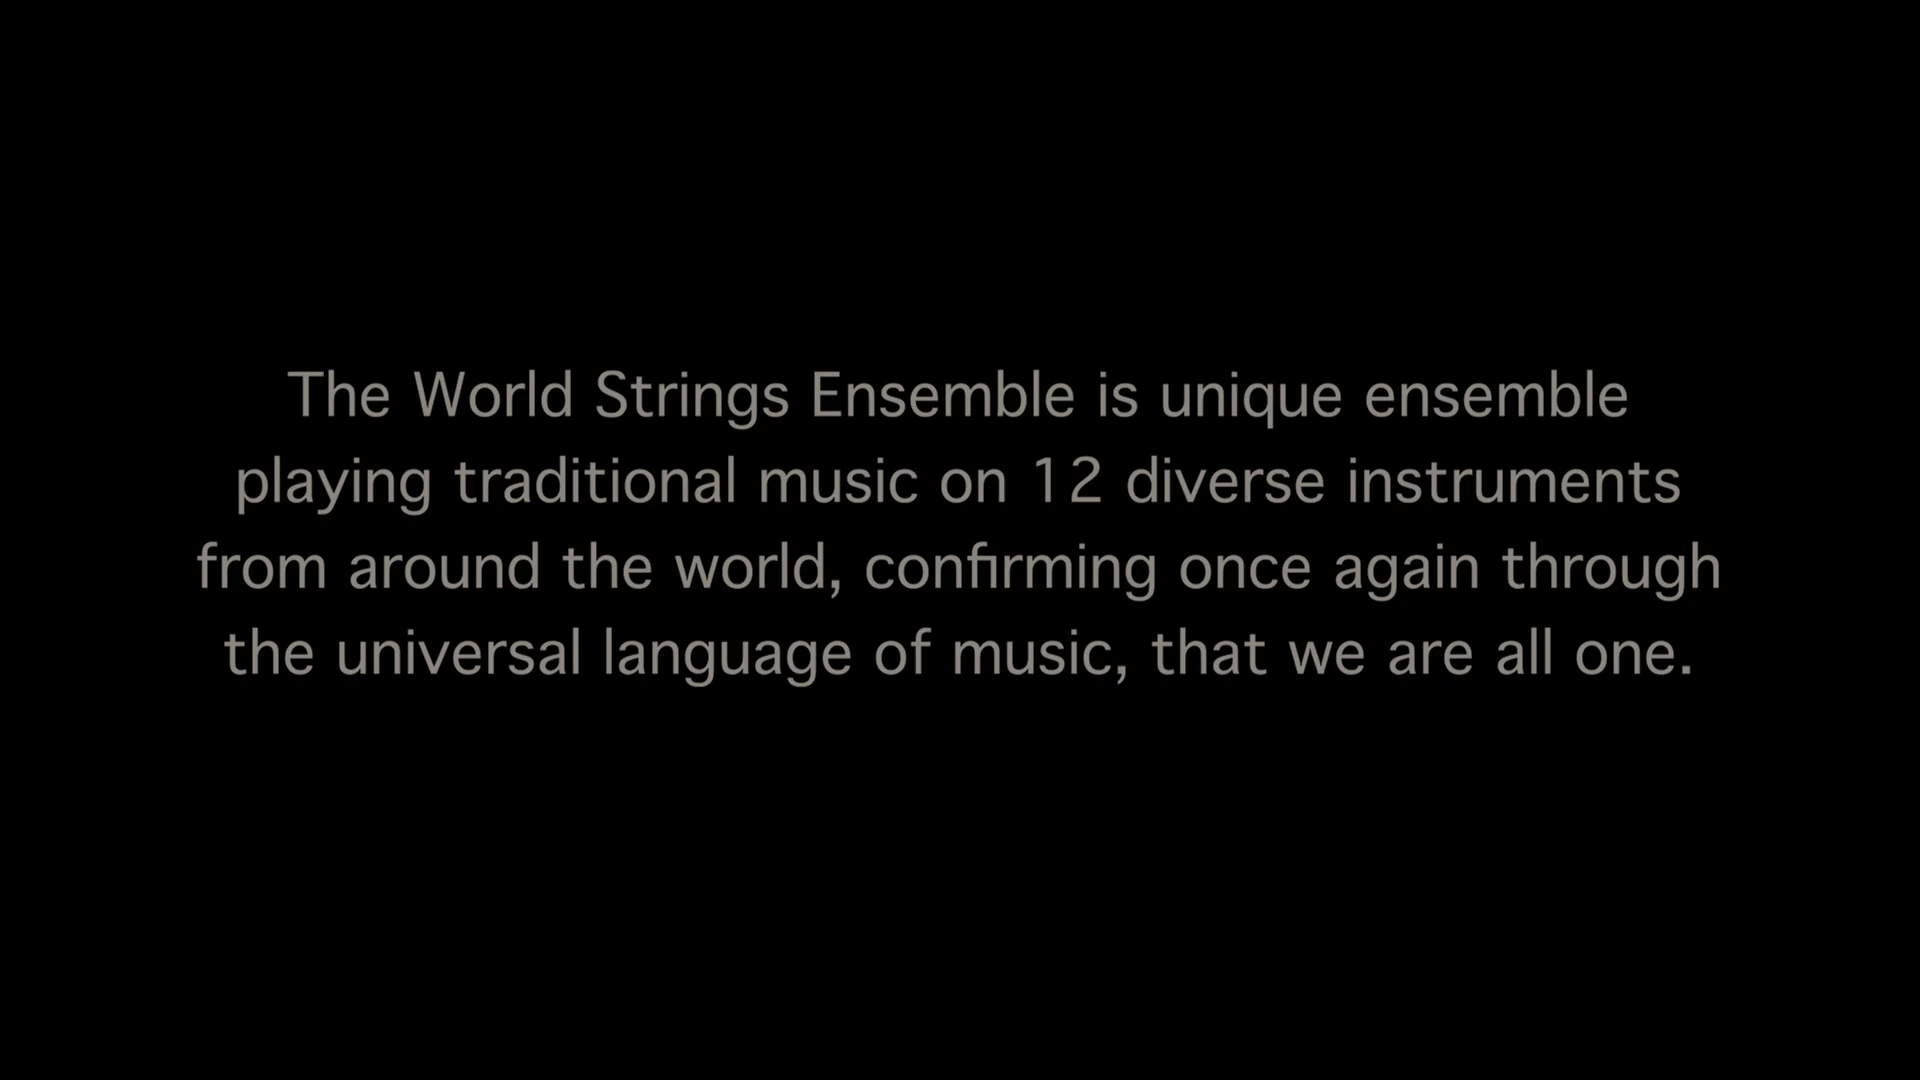 The World Strings Ensemble is unique ensemble
playing traditional music on 12 diverse instruments
from around the world, confirming once again through
the universal language of music, that we are all one.